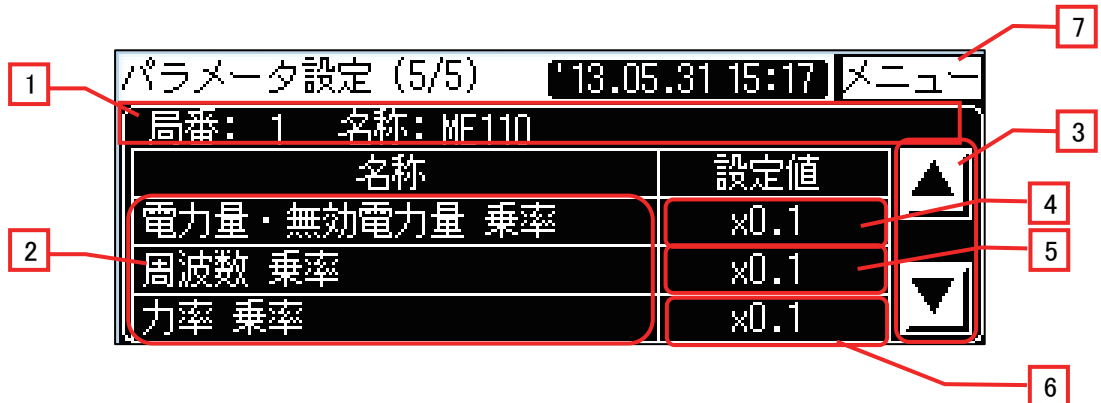 7
パラメータ設定 (5/5) '13.05.31 15:17 メニュー
1
局番: 1 名称: ME110
3
名称 設定値 ▲
電力量・無効電力量 乗率 x0.1
4
2
周波数 乗率 x0.1
5
力率 乗率 x0.1 ▼
6